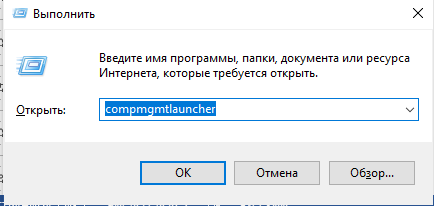 Выполнить
Введите имя программы, папки, документа или ресурса
Интернета, которые требуется открыть.
Открыть: compmgmtlauncher
OK Отмена Обзор...